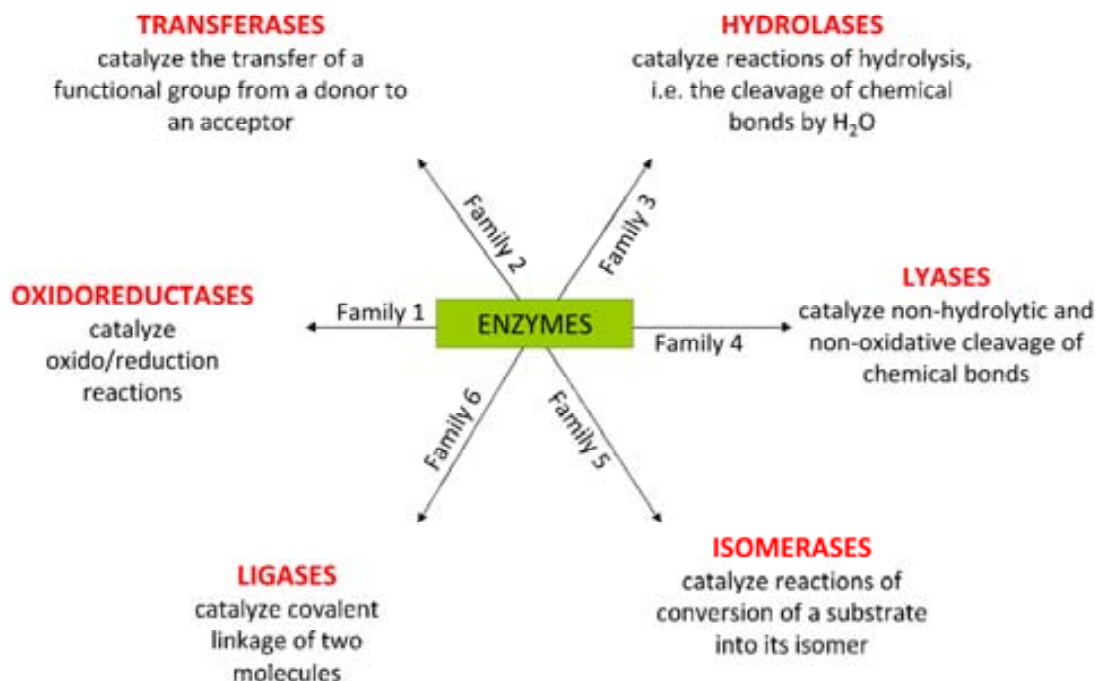 TRANSFERASES
catalyze the transfer of a
functional group from a donor to
an acceptor
HYDROLASES
catalyze reactions of hydrolysis,
i.e. the cleavage of chemical
bonds by H₂O
Family 2
Family 3
OXIDOREDUCTASES
catalyze
oxido/reduction
reactions
Family 1
ENZYMES
Family 4
LYASES
catalyze non-hydrolytic and
non-oxidative cleavage of
chemical bonds
Family 6
Family 5
LIGASES
catalyze covalent
linkage of two
molecules
ISOMERASES
catalyze reactions of
conversion of a substrate
into its isomer